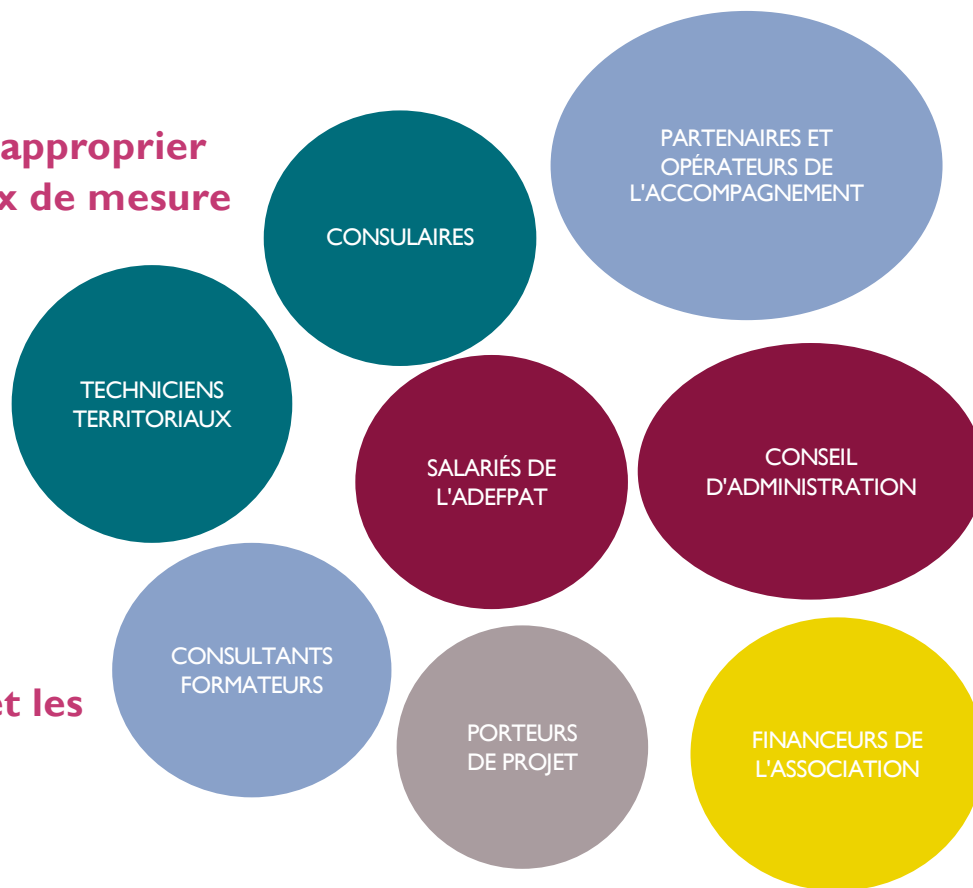 approprier
x de mesure
PARTENAIRES ET
OPÉRATEURS DE
L'ACCOMPAGNEMENT
CONSULAIRES
TECHNICIENS
TERRITORIAUX
SALARIÉS DE
L'ADEFPAT
CONSEIL
D'ADMINISTRATION
CONSULTANTS
FORMATEURS
et les
PORTEURS
DE PROJET
FINANCEURS DE
L'ASSOCIATION